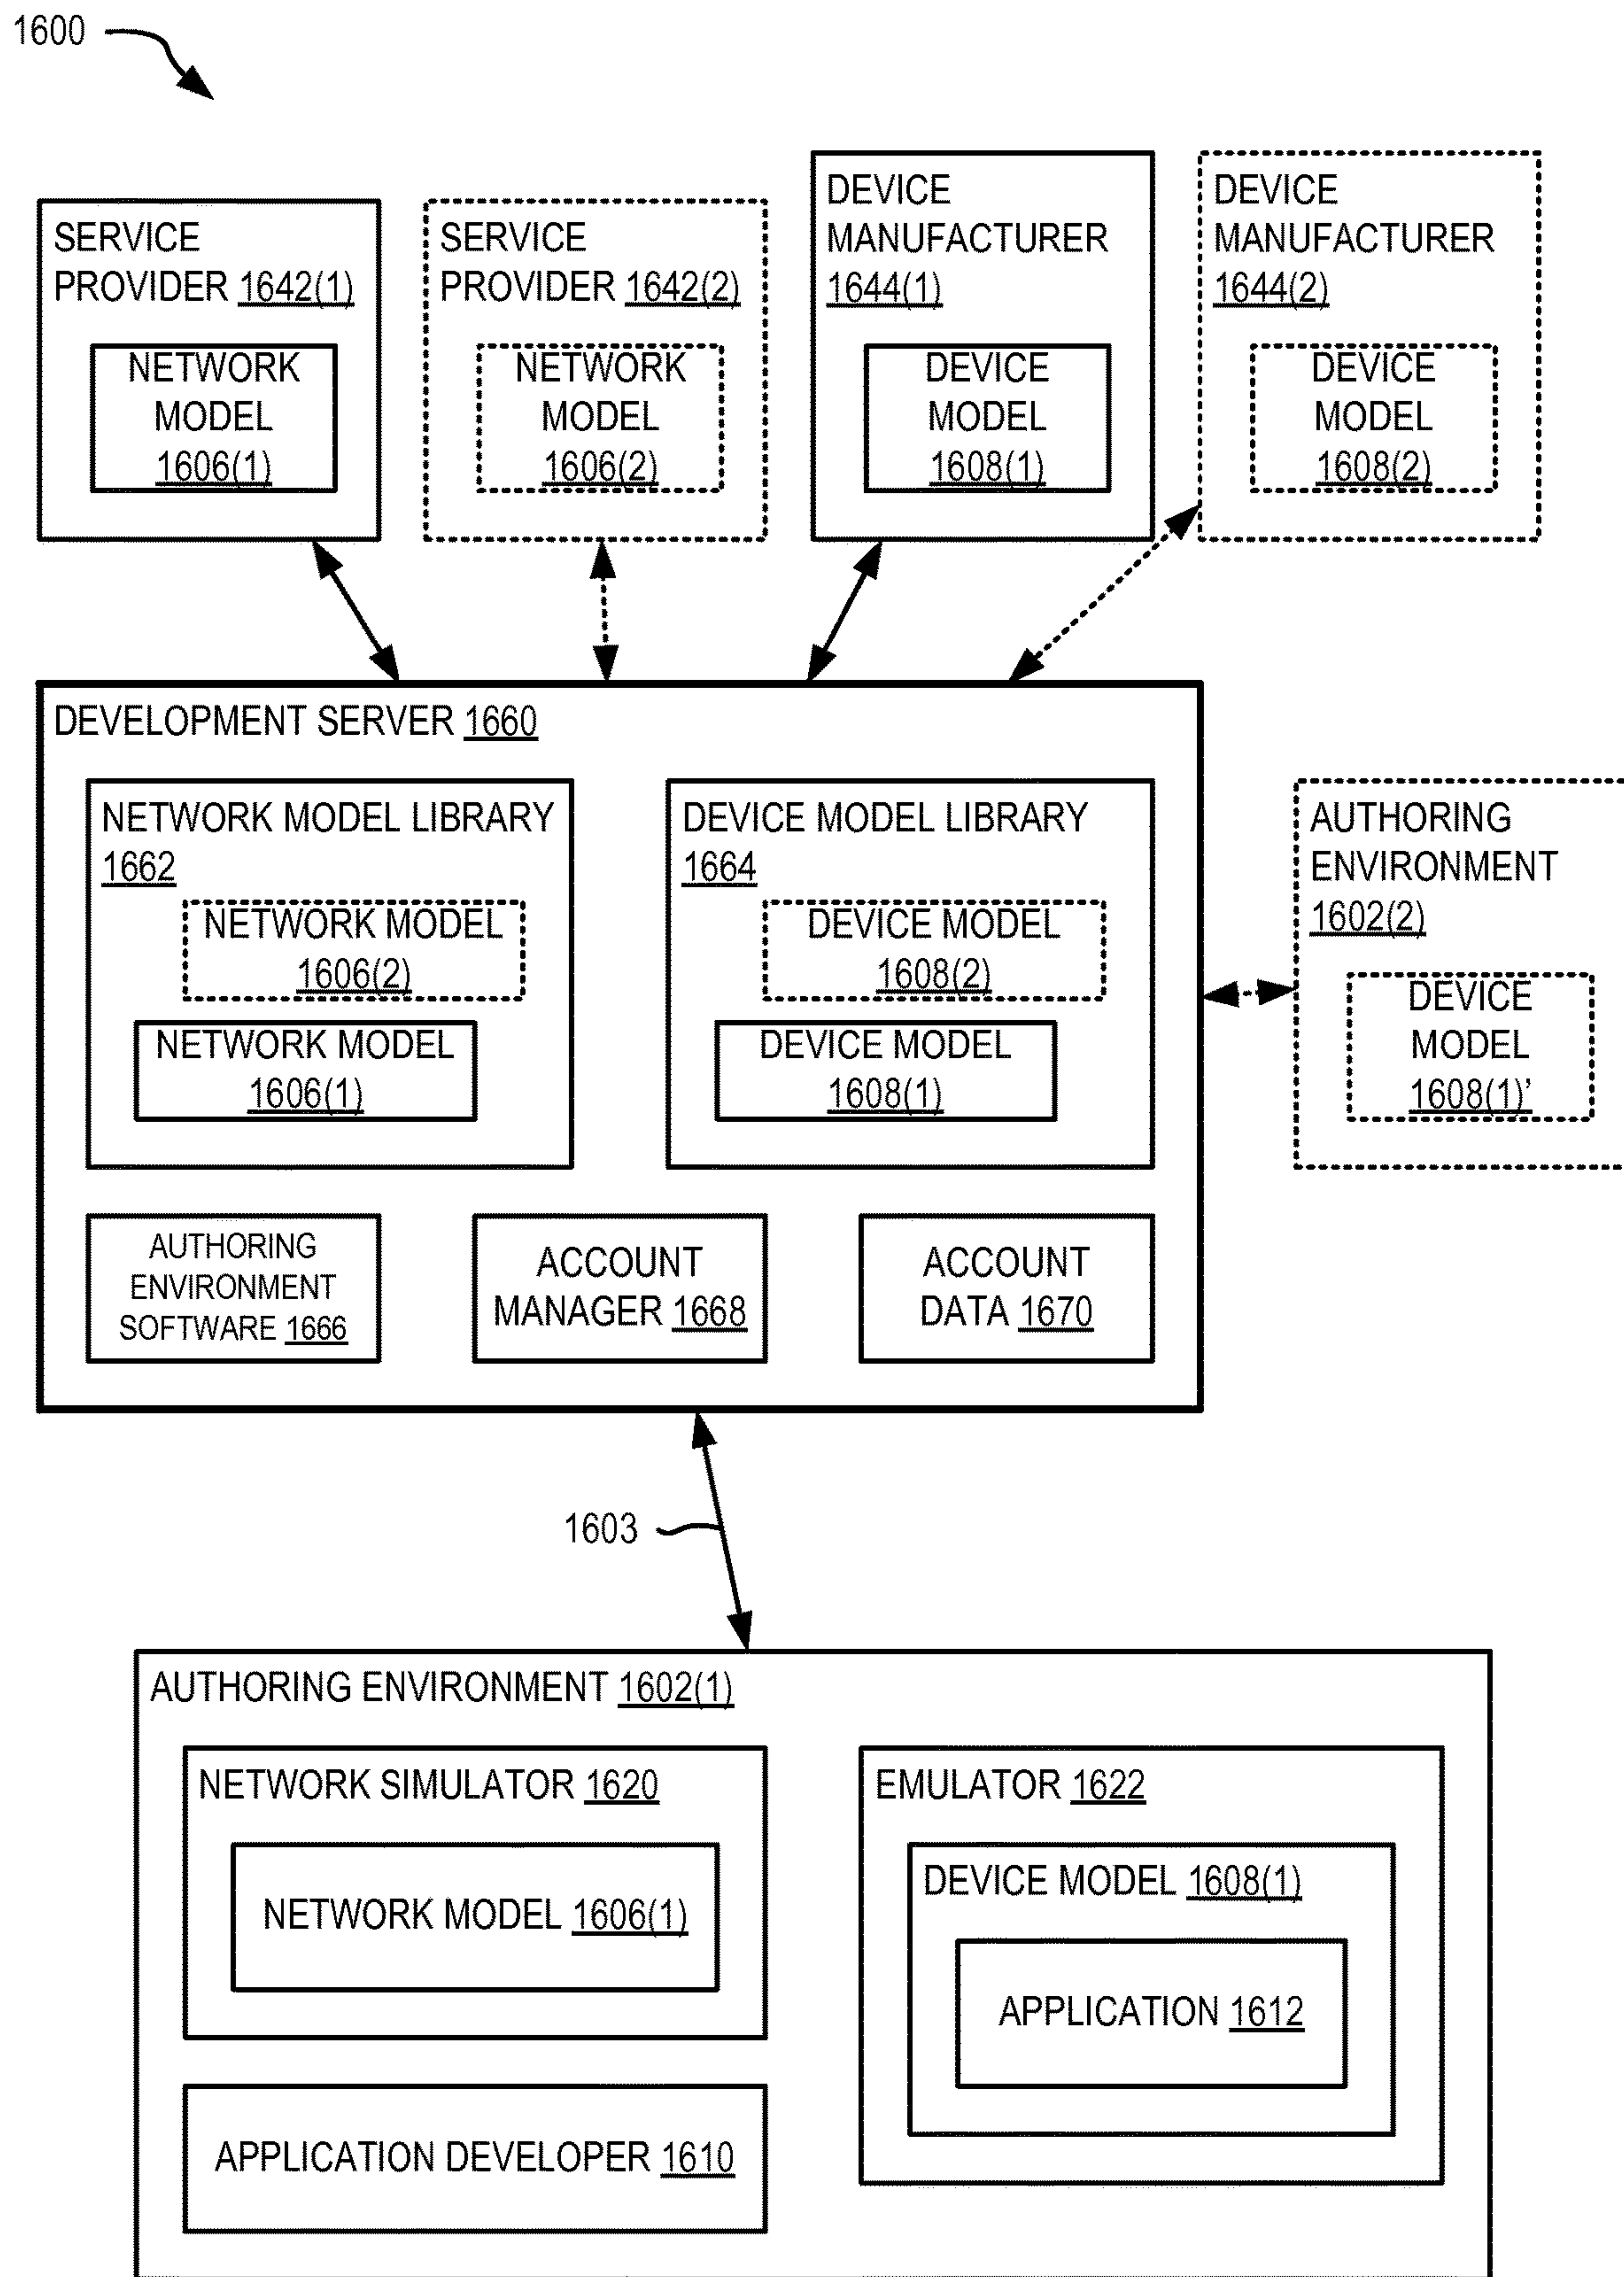 1600
SERVICE
PROVIDER 1642(1)
NETWORK
MODEL
1606(1)
SERVICE
PROVIDER 1642(2)
NETWORK
MODEL
1606(2)
DEVICE
MANUFACTURER
1644(1)
DEVICE
MODEL
1608(1)
DEVICE
MANUFACTURER
1644(2)
DEVICE
MODEL
1608(2)
DEVELOPMENT SERVER 1660
NETWORK MODEL LIBRARY
1662
NETWORK MODEL
1606(2)
NETWORK MODEL
1606(1)
DEVICE MODEL LIBRARY
1664
DEVICE MODEL
1608(2)
DEVICE MODEL
1608(1)
AUTHORING
ENVIRONMENT
1602(2)
DEVICE
MODEL
1608(1)’
AUTHORING
ENVIRONMENT
SOFTWARE 1666
ACCOUNT
MANAGER 1668
ACCOUNT
DATA 1670
1603
AUTHORING ENVIRONMENT 1602(1)
NETWORK SIMULATOR 1620
NETWORK MODEL 1606(1)
APPLICATION DEVELOPER 1610
EMULATOR 1622
DEVICE MODEL 1608(1)
APPLICATION 1612